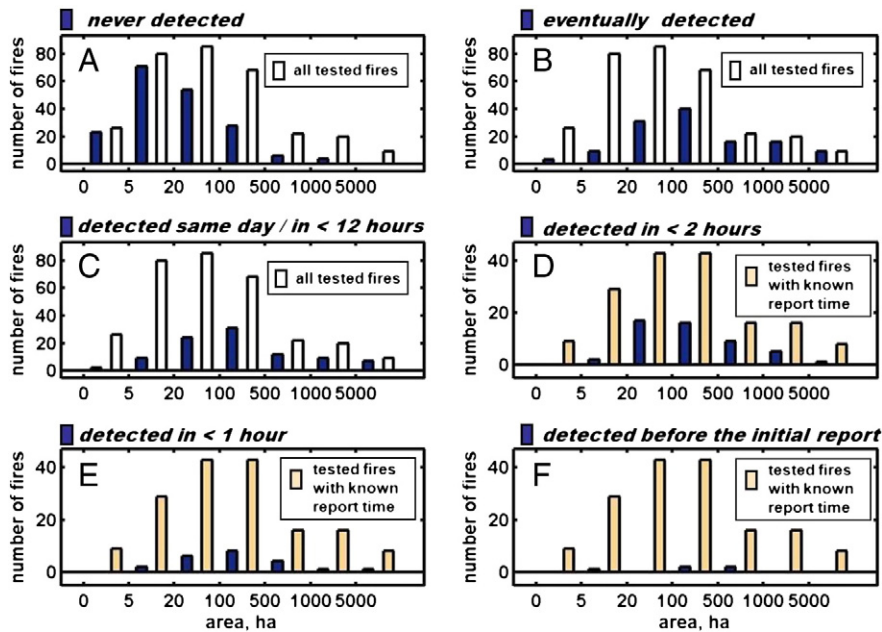 never detected
eventually detected
A
all tested fires
B
all tested fires
number of fires
80
60
40
20
0
number of fires
80
60
40
20
0
0 5 20 100 500 1000 5000
0 5 20 100 500 1000 5000
detected same day / in < 12 hours
detected in < 2 hours
C
all tested fires
D
tested fires
with known
report time
number of fires
80
60
40
20
0
number of fires
40
20
0
0 5 20 100 500 1000 5000
0 5 20 100 500 1000 5000
detected in < 1 hour
detected before the initial report
E
tested fires
with known
report time
F
tested fires
with known
report time
number of fires
40
20
0
number of fires
40
20
0
0 5 20 100 500 1000 5000
area, ha
0 5 20 100 500 1000 5000
area, ha